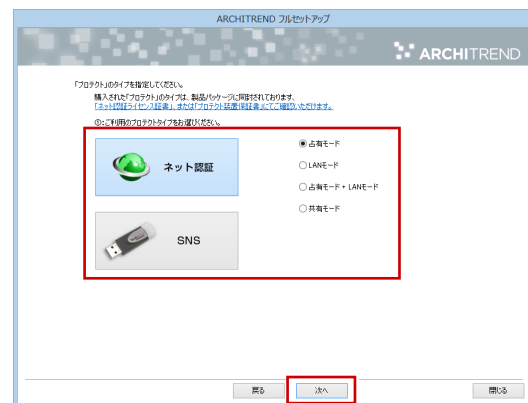 ARCHITREND フルセットアップ
ARCHITREND
「プロテクト」のタイプを指定してください。
購入された「プロテクト」のタイプは、製品パッケージに同封されております、
「ネット認証ライセンス証書」、または「プロテクト装置保証書」にてご確認いただけます。
①:ご利用のプロテクトタイプをお選びください。
ネット認証
SNS
占有モード
LANモード
占有モード + LANモード
共有モード
戻る
次へ
閉じる